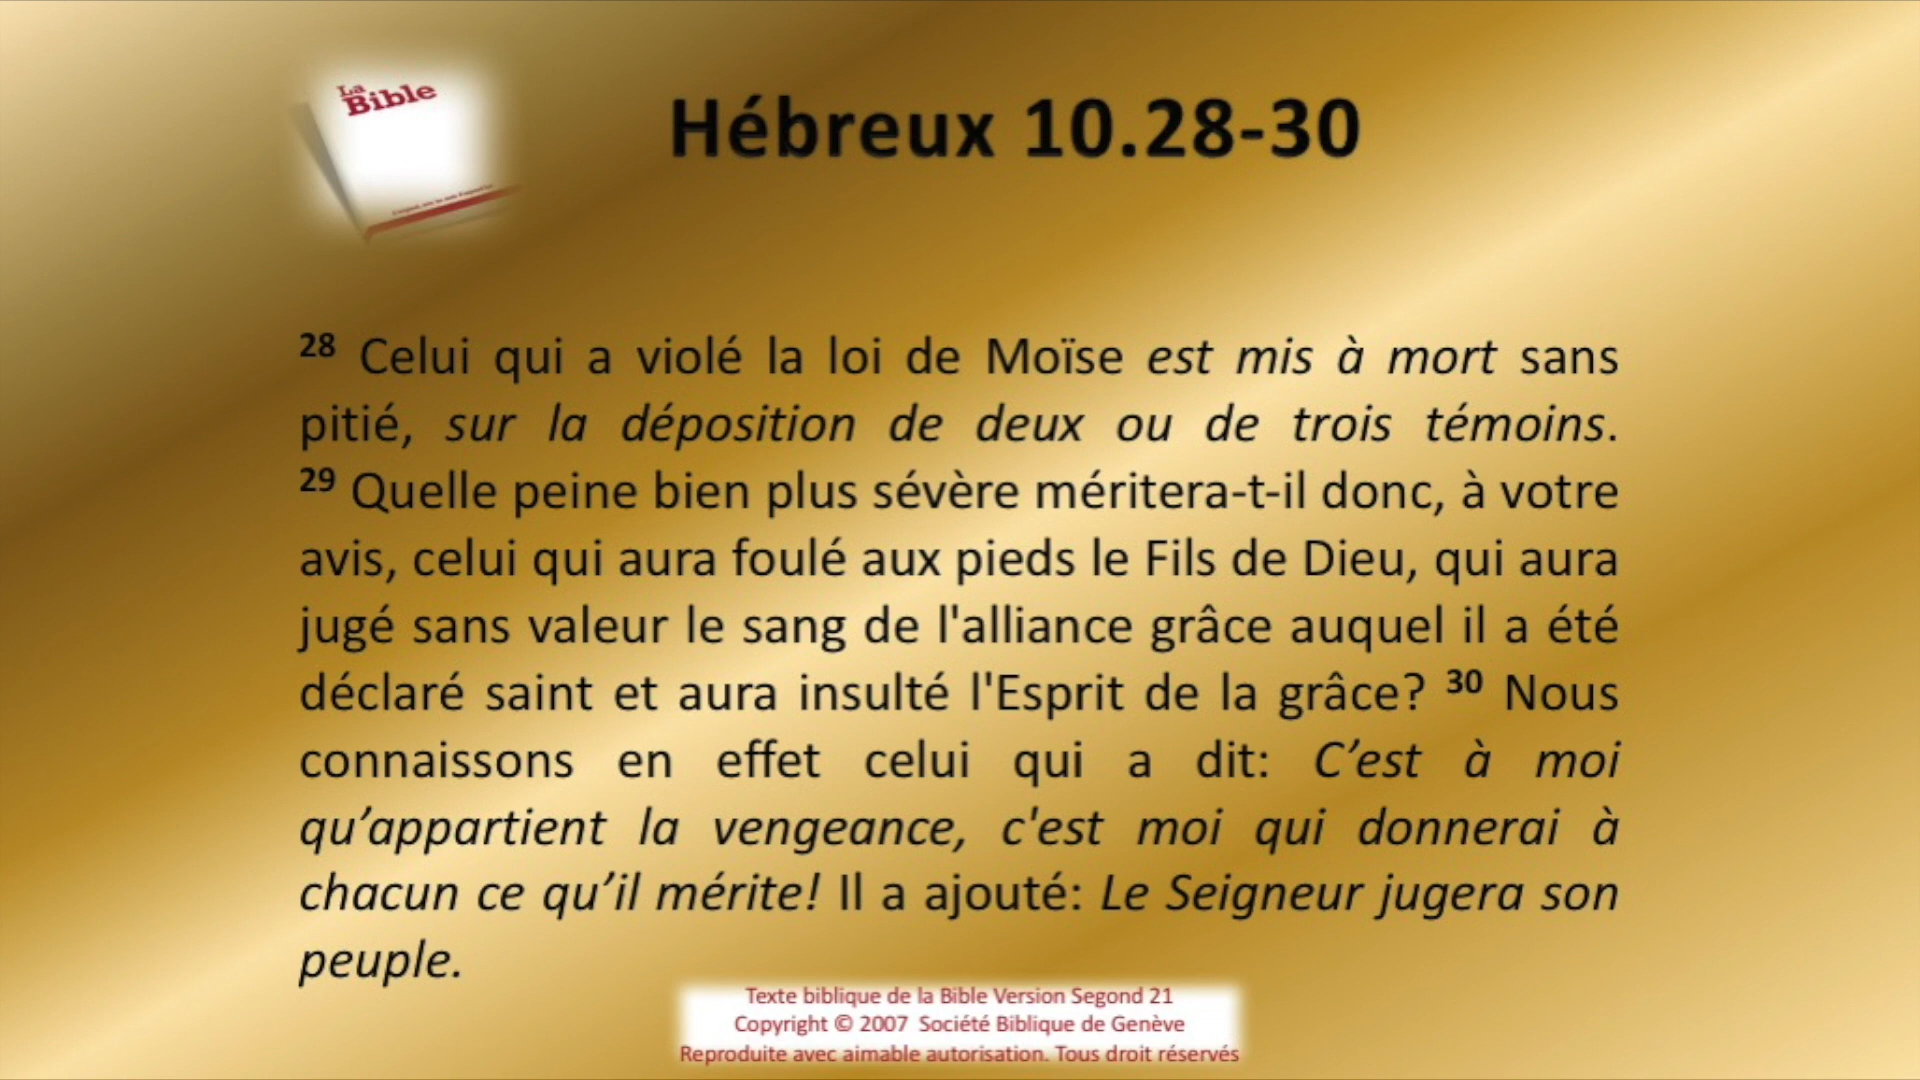 La
Bible
Hébreux 10.28-30
28 Celui qui a violé la loi de Moïse est mis à mort sans
pitié, sur la déposition de deux ou de trois témoins.
29 Quelle peine bien plus sévère méritera-t-il donc, à votre
avis, celui qui aura foulé aux pieds le Fils de Dieu, qui aura
jugé sans valeur le sang de l'alliance grâce auquel il a été
déclaré saint et aura insulté l'Esprit de la grâce? 30 Nous
connaissons en effet celui qui a dit: C’est à moi
qu’appartient la vengeance, c'est moi qui donnerai à
chacun ce qu’il mérite! Il a ajouté: Le Seigneur jugera son
peuple.
Texte biblique de la Bible Version Segond 21
Copyright © 2007 Société Biblique de Genève
Reproduite avec aimable autorisation. Tous droit réservés